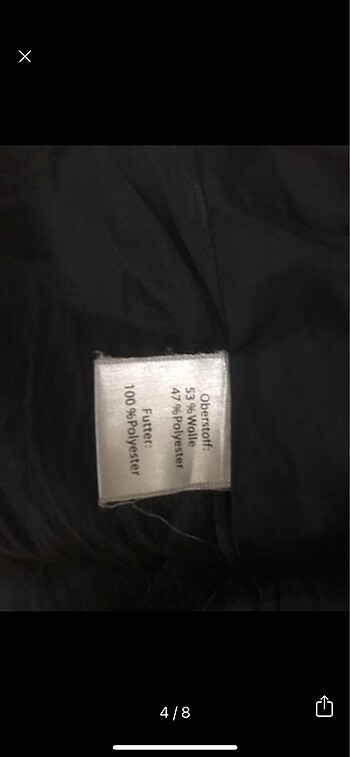 Oberstoff:
53 % Wolle
47 % Polyester
Futter:
100 % Polyester
4 / 8